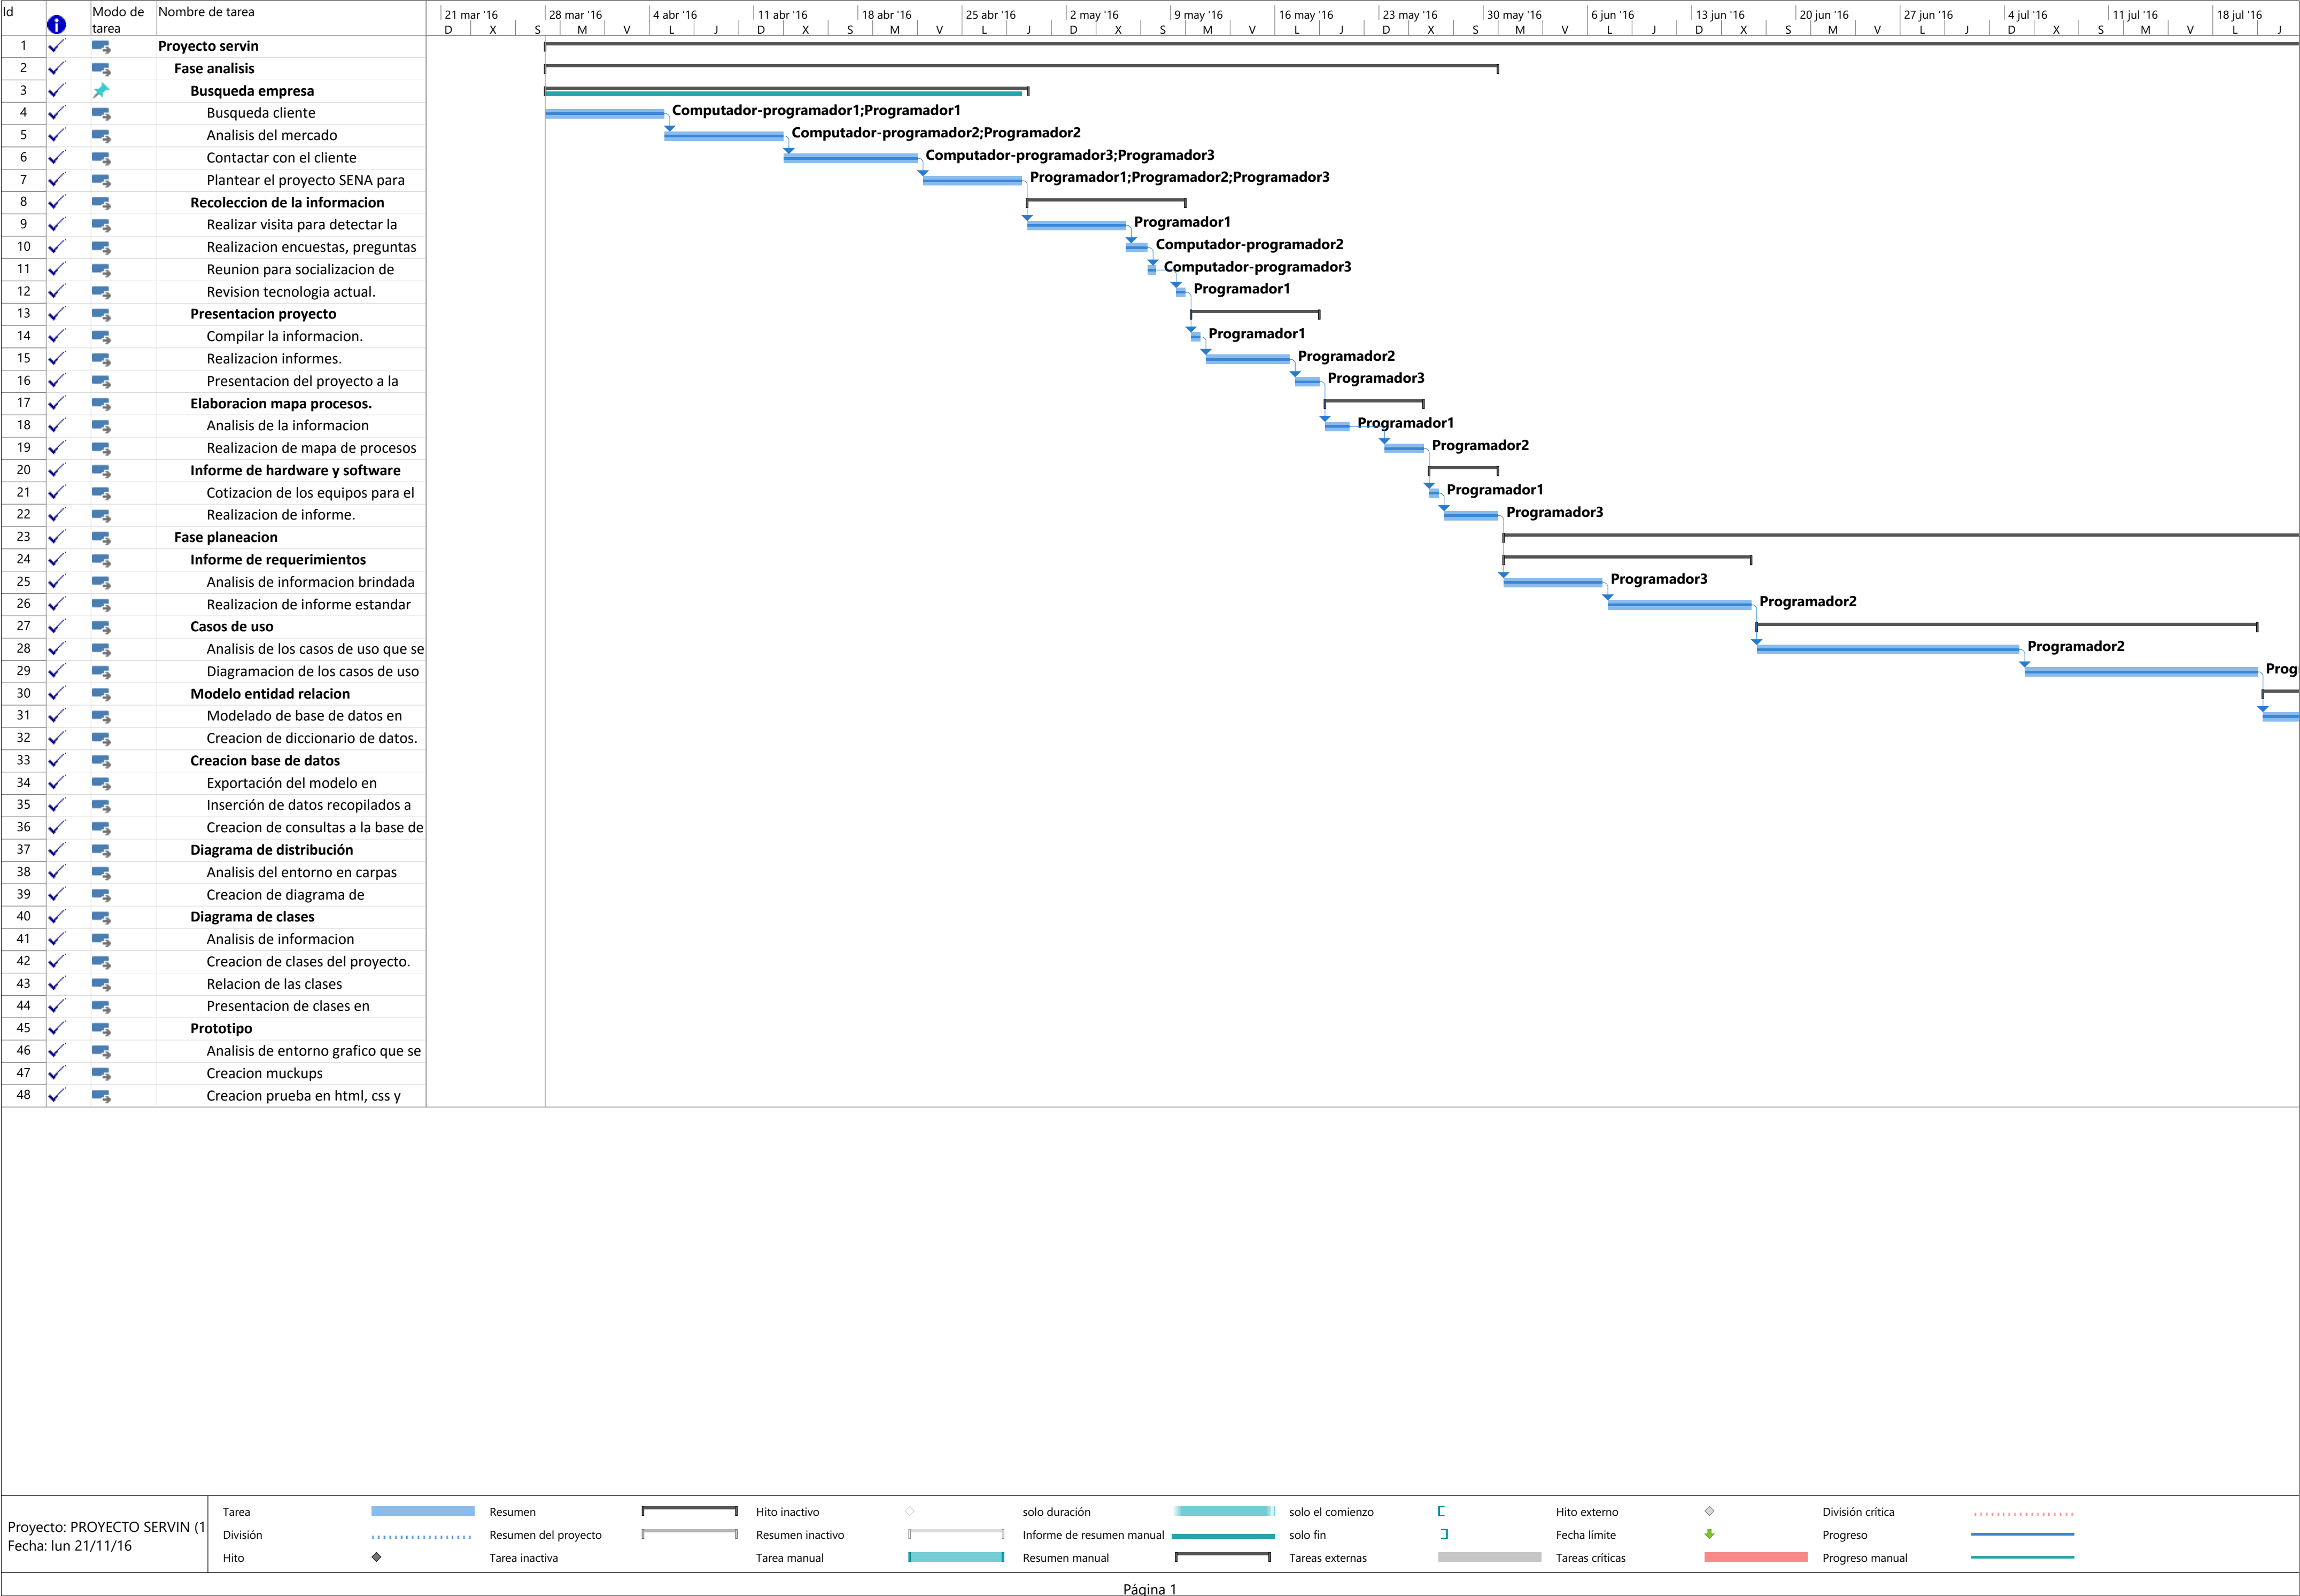 Id Modo de tarea Nombre de tarea
21 mar '16 28 mar '16 4 abr '16 11 abr '16 18 abr '16 25 abr '16 2 may '16 9 may '16 16 may '16 23 may '16 30 may '16 6 jun '16 13 jun '16 20 jun '16 27 jun '16 4 jul '16 11 jul '16 18 jul '16
D X S M V L J D X S M V L J D X S M V L J D X S M V L J D X S M V L J D X S M V L J
1 Proyecto servin
2 Fase analisis
3 Busqueda empresa
4 Busqueda cliente Computador-programador1;Programador1
5 Analisis del mercado Computador-programador2;Programador2
6 Contactar con el cliente Computador-programador3;Programador3
7 Plantear el proyecto SENA para Programador1;Programador2;Programador3
8 Recoleccion de la informacion
9 Realizar visita para detectar la Programador1
10 Realizacion encuestas, preguntas Computador-programador2
11 Reunion para socializacion de Computador-programador3
12 Revision tecnologia actual. Programador1
13 Presentacion proyecto
14 Compilar la informacion. Programador1
15 Realizacion informes. Programador2
16 Presentacion del proyecto a la Programador3
17 Elaboracion mapa procesos.
18 Analisis de la informacion Programador1
19 Realizacion de mapa de procesos Programador2
20 Informe de hardware y software
21 Cotizacion de los equipos para el Programador1
22 Realizacion de informe. Programador3
23 Fase planeacion
24 Informe de requerimientos
25 Analisis de informacion brindada Programador3
26 Realizacion de informe estandar Programador2
27 Casos de uso
28 Analisis de los casos de uso que se Programador2
29 Diagramacion de los casos de uso Prog
30 Modelo entidad relacion
31 Modelado de base de datos en
32 Creacion de diccionario de datos.
33 Creacion base de datos
34 Exportación del modelo en
35 Inserción de datos recopilados a
36 Creacion de consultas a la base de
37 Diagrama de distribución
38 Analisis del entorno en carpas
39 Creacion de diagrama de
40 Diagrama de clases
41 Analisis de informacion
42 Creacion de clases del proyecto.
43 Relacion de las clases
44 Presentacion de clases en
45 Prototipo
46 Analisis de entorno grafico que se
47 Creacion muckups
48 Creacion prueba en html, css y
Proyecto: PROYECTO SERVIN (1
Fecha: lun 21/11/16
Tarea Resumen Hito inactivo solo duración solo el comienzo Hito externo División crítica
División Resumen del proyecto Resumen inactivo Informe de resumen manual solo fin Fecha límite Progreso
Hito Tarea inactiva Tarea manual Resumen manual Tareas externas Tareas críticas Progreso manual
Página 1